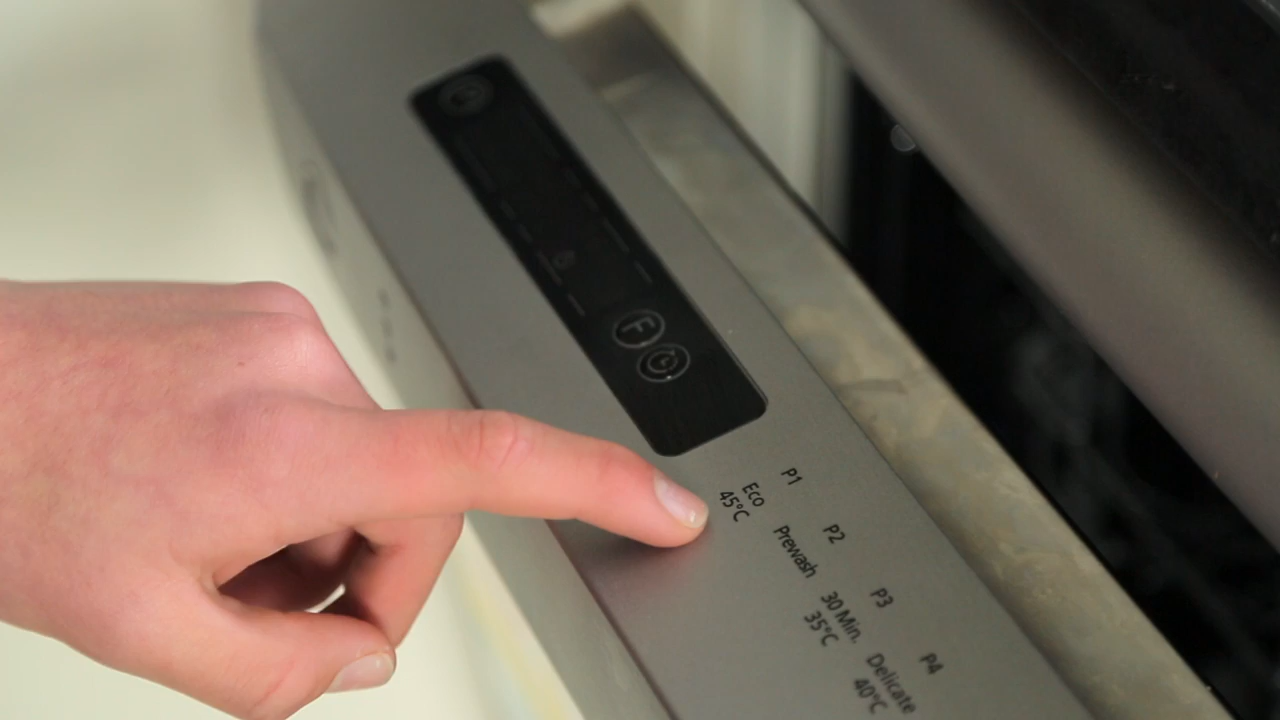 F
P1
Eco
45°C
P2
Prewash
P3
30 Min.
35°C
P4
Delicate
40°C